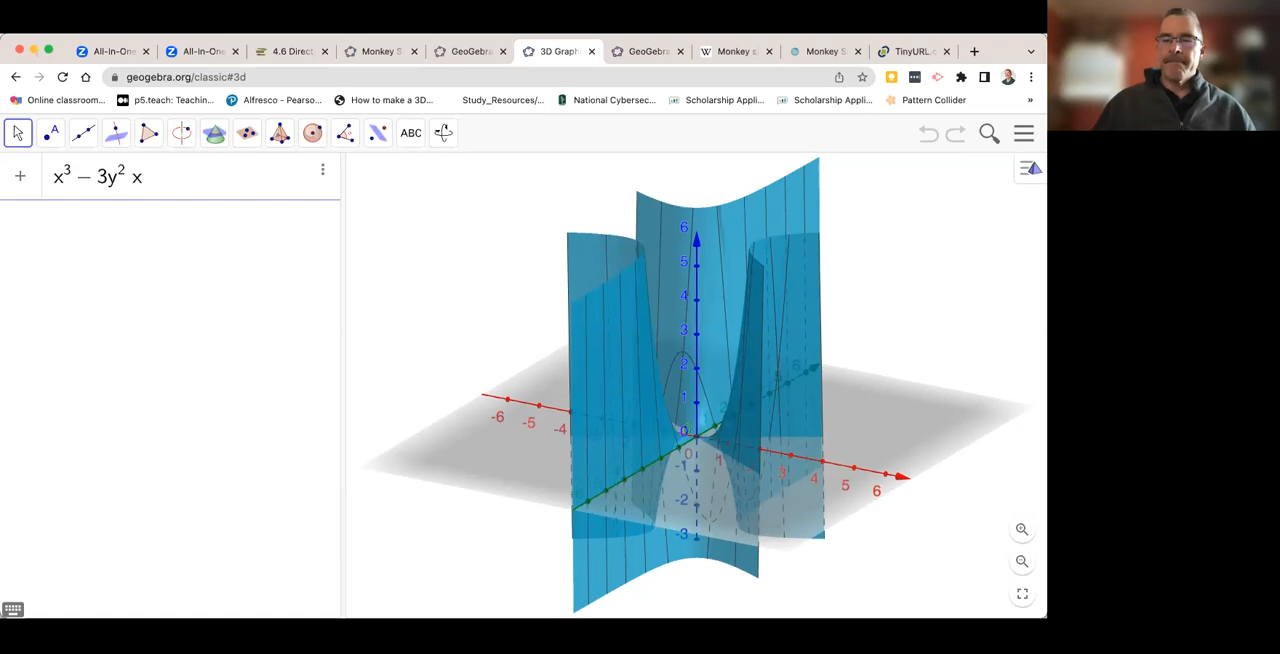 All-in-One
All-in-One
4.6 Direct
Monkey S
GeoGebra
3D Graph
GeoGebra
Monkey s
Monkey S
TinyURL.c
geogebra.org/classic#3d
Online classroom...
p5.teach: Teachin...
Alfresco - Pearso...
How to make a 3D...
Study_Resources/...
National Cybersec...
Scholarship Appli...
Scholarship Appli...
Pattern Collider
»
ABC
x³ − 3y² x
6
5
4
3
2
1
0
-1
-2
-3
-6
-5
-4
0
1
3
4
5
6
5
6